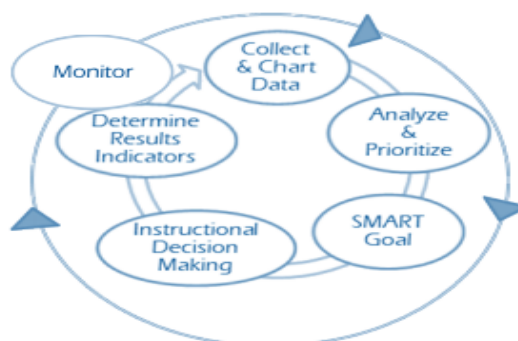 Collect
& Chart
Data
Monitor
Analyze
&
Prioritize
Determine
Results
Indicators
SMART
Goal
Instructional
Decision
Making